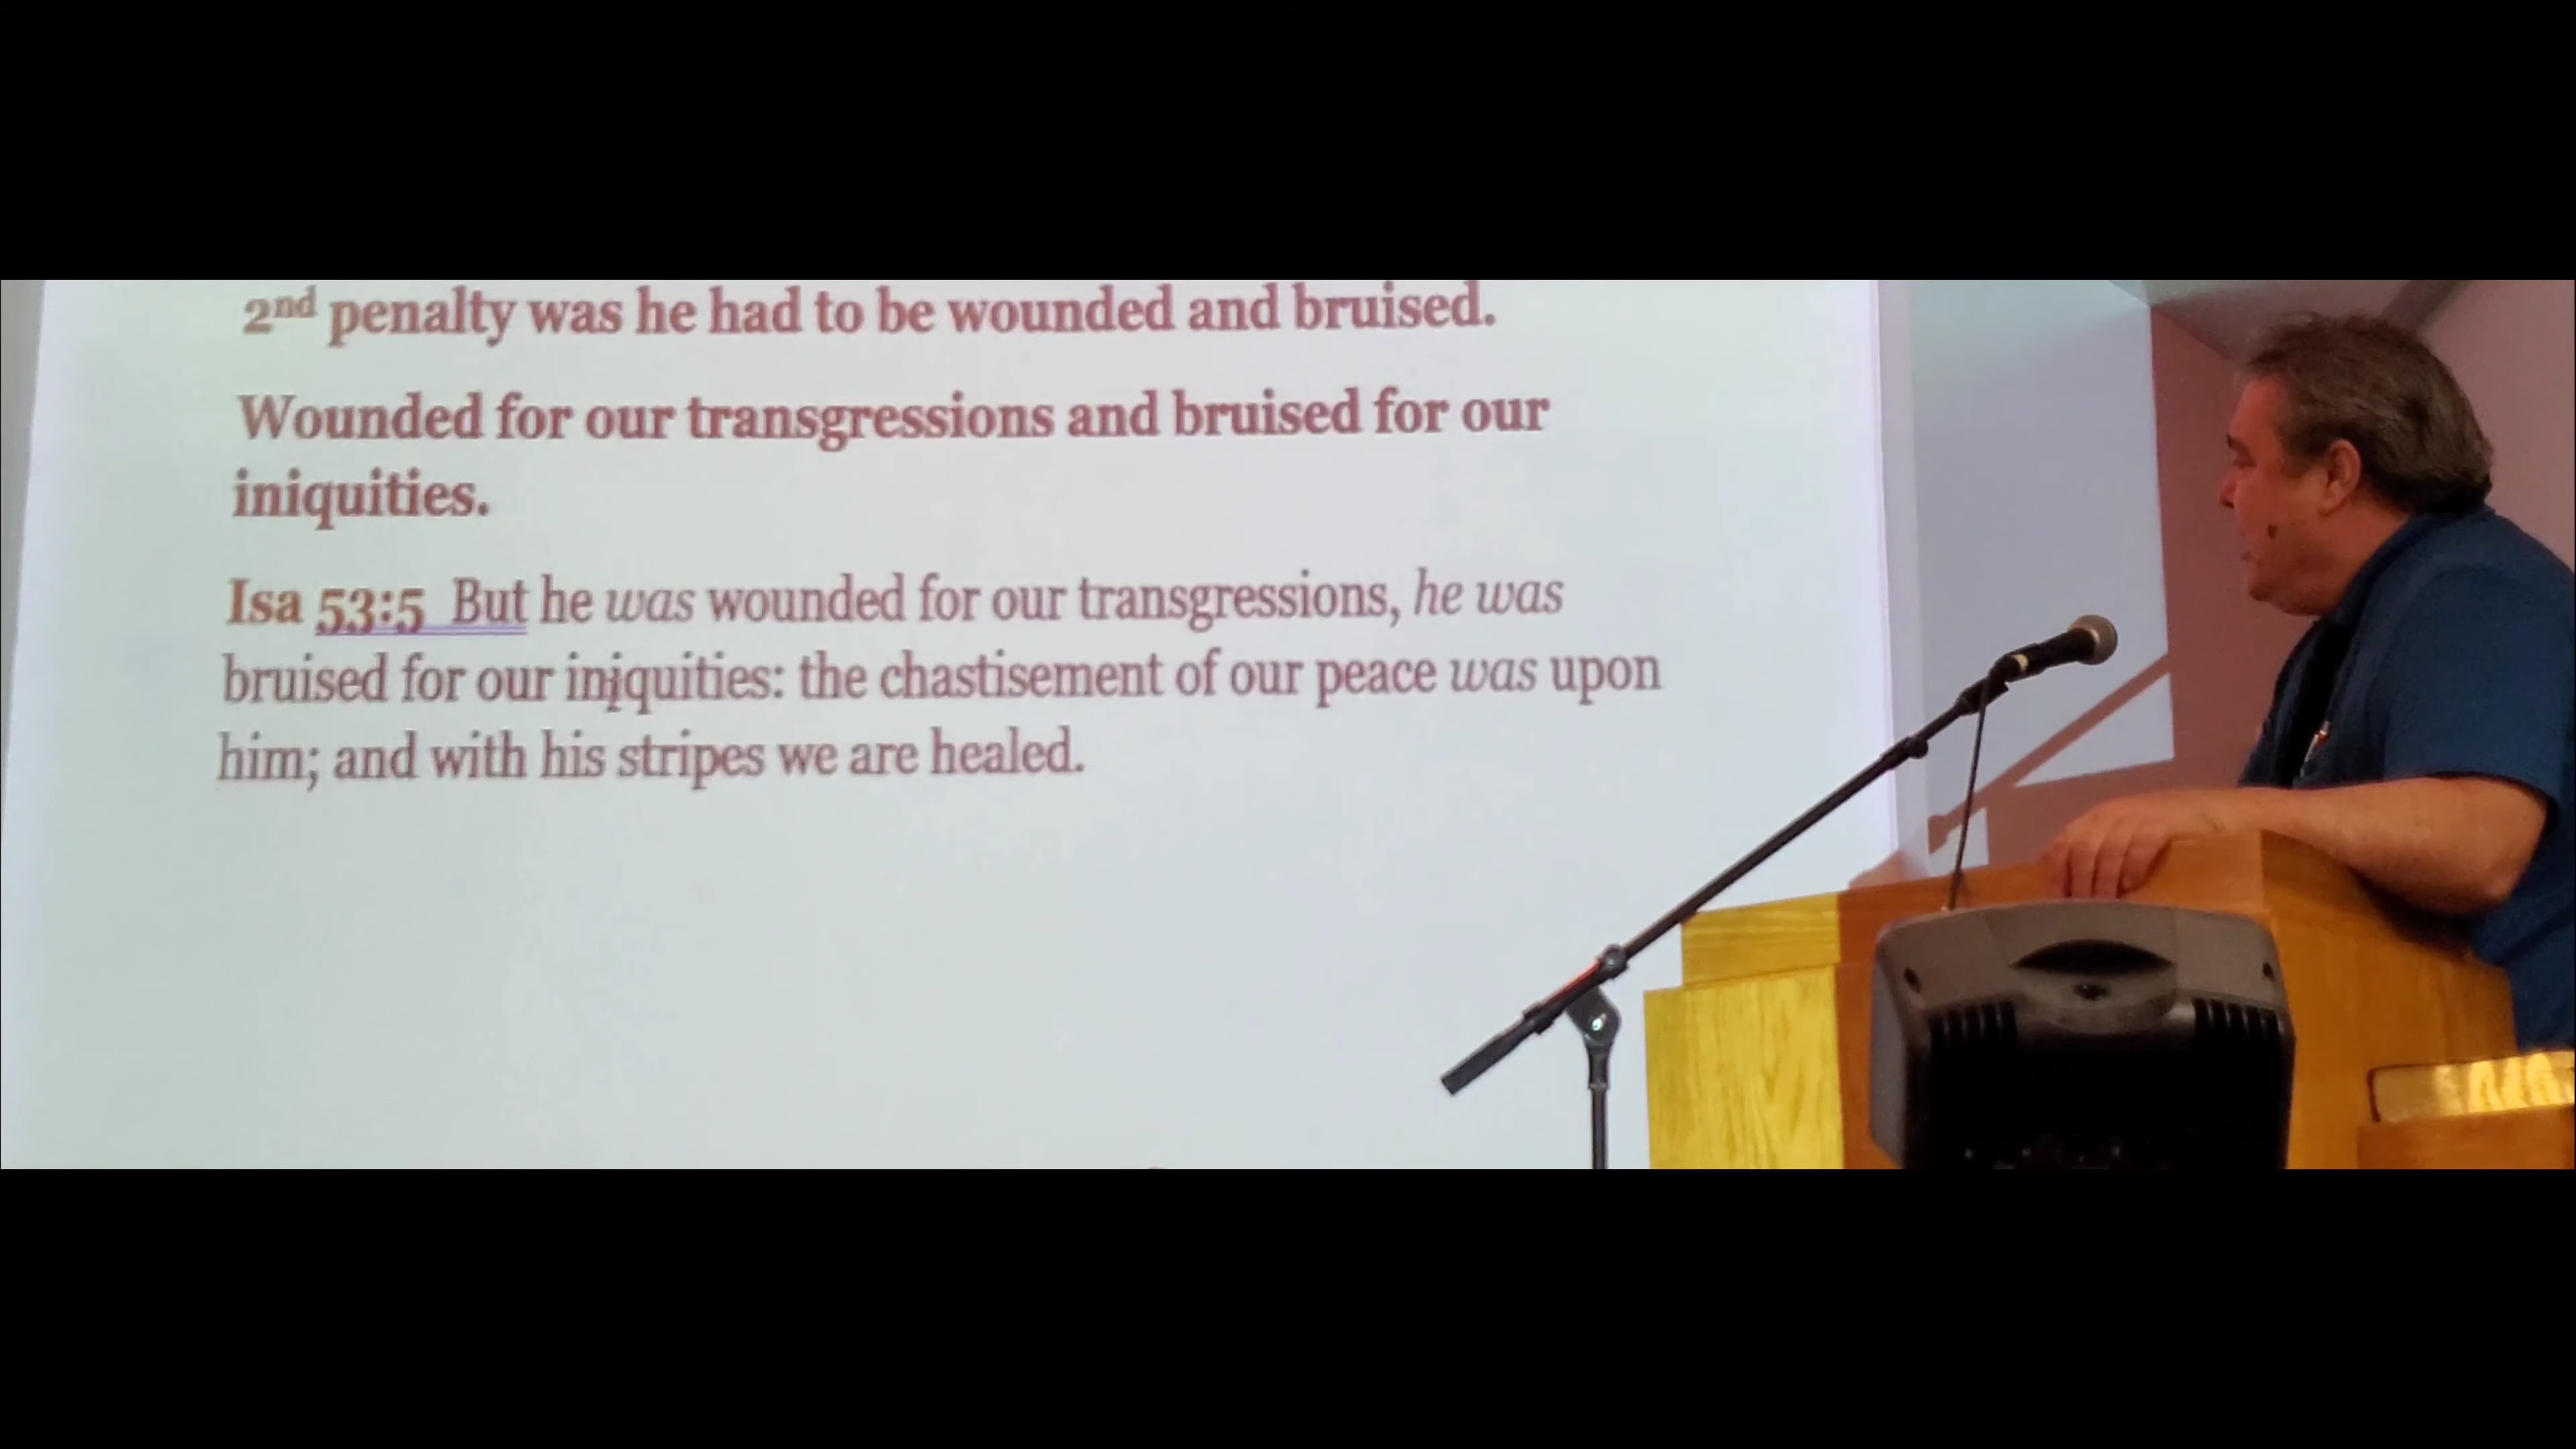 2nd penalty was he had to be wounded and bruised.
Wounded for our transgressions and bruised for our
iniquities.
Isa 53:5 But he was wounded for our transgressions, he was
bruised for our iniquities: the chastisement of our peace was upon
him; and with his stripes we are healed.